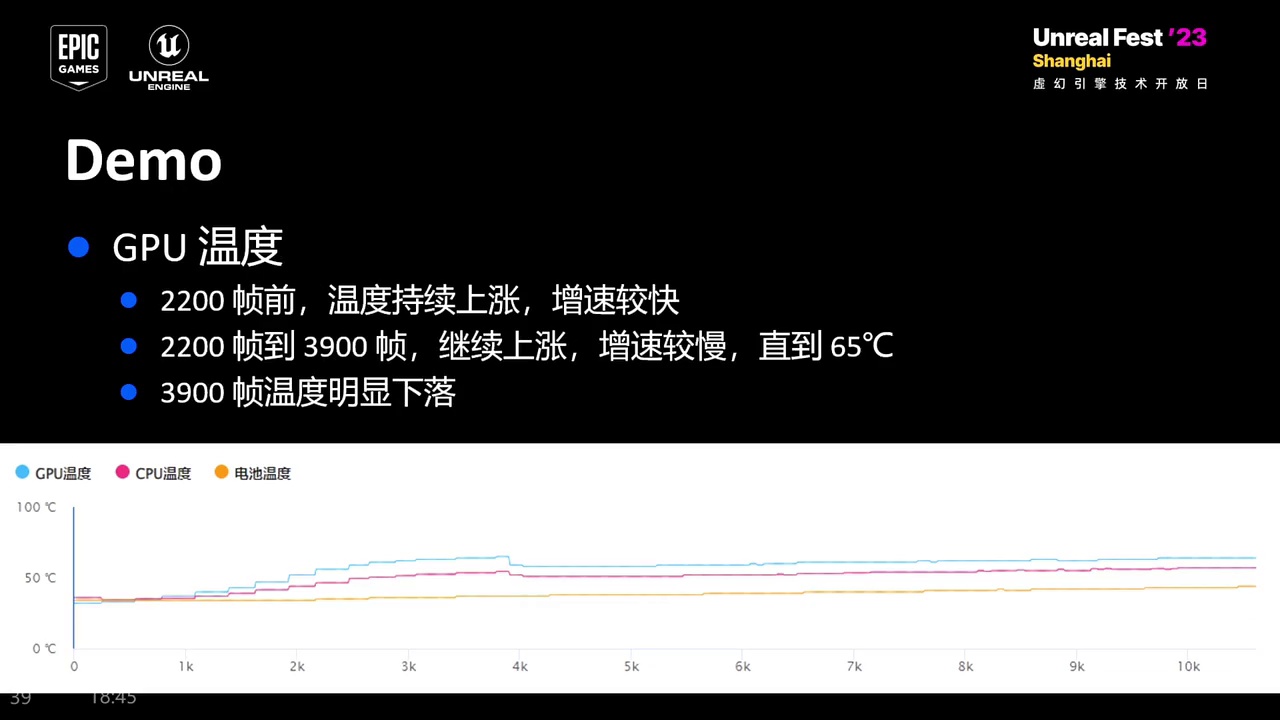 EPIC
GAMES
UNREAL
ENGINE
Unreal Fest '23
Shanghai
虚幻引擎技术开放日
Demo
GPU 温度
2200 帧前，温度持续上涨，增速较快
2200 帧到 3900 帧，继续上涨，增速较慢，直到 65℃
3900 帧温度明显下落
GPU温度 CPU温度 电池温度
100 ℃
50 ℃
0 ℃
0 1k 2k 3k 4k 5k 6k 7k 8k 9k 10k
39 18:45